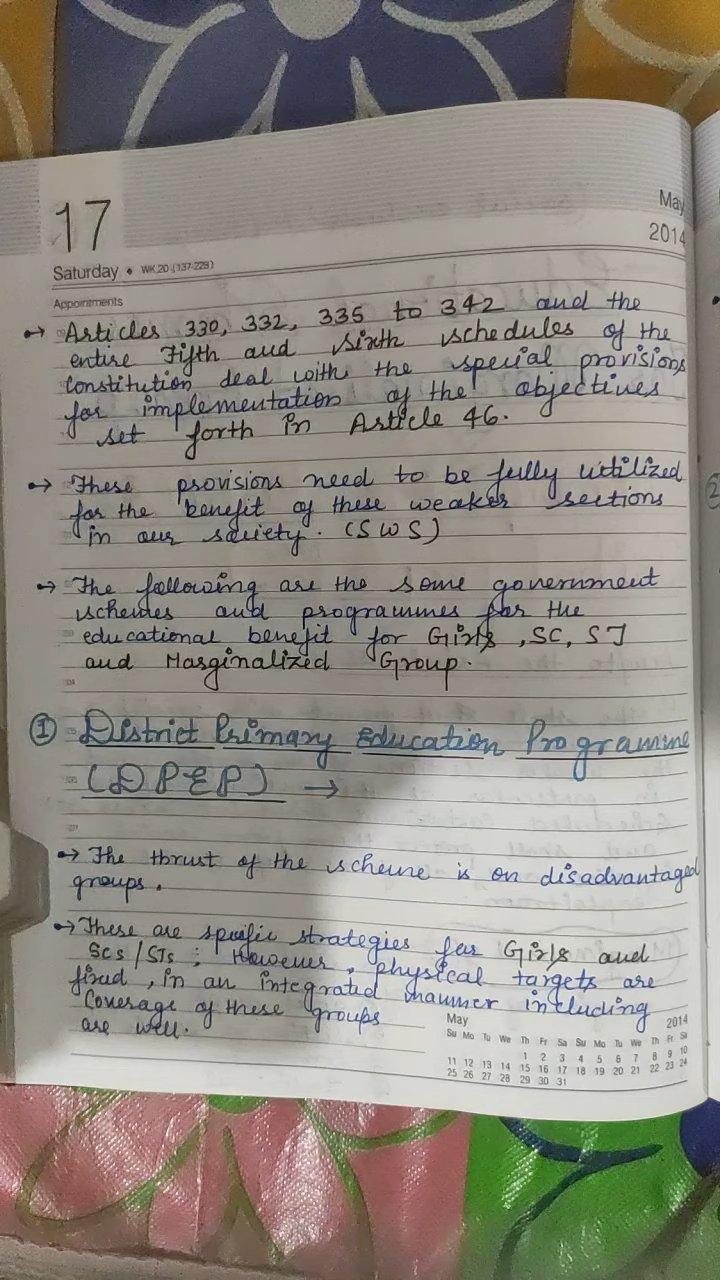 17
May
2014
Saturday • WK 20 (137-228)
Appointments
→ Articles 330, 332, 335 to 342 and the
entire Fifth and sixth schedules of the
Constitution deal with the special provisions
for implementation of the objectives
set forth in Article 46.
→ These provisions need to be fully utilized
for the benefit of these weaker sections
in our society. (SWS)
→ The following are the some government
schemes and programmes for the
educational benefit for Girls, SC, ST
and Marginalized Group.
① District Primary Education Programme
(DPEP) →
→ The thrust of the scheme is on disadvantaged
groups.
→ These are specific strategies for Girls and
SCs/STs; However, physical targets are
fixed, in an integrated manner including
Coverage of these groups
are well.
May 2014
Su Mo Tu We Th Fr Sa Su Mo Tu We Th Fr Sa
1 2 3 4 5 6 7 8 9 10
11 12 13 14 15 16 17 18 19 20 21 22 23 24
25 26 27 28 29 30 31
②